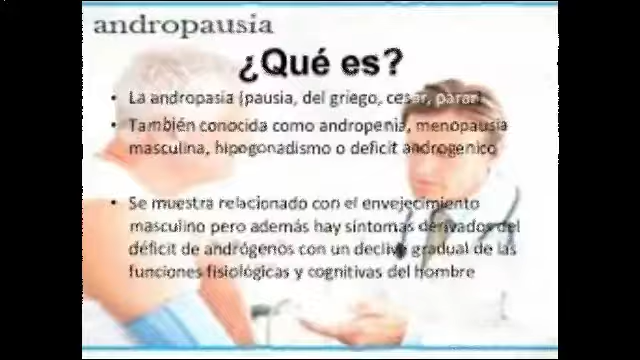 andropausia
¿Qué es?
• La andropasia (pausia, del griego, cesar, parar)
• También conocida como andropenia, menopausia
masculina, hipogonadismo o deficit androgenico
• Se muestra relacionado con el envejecimiento
masculino pero además hay síntomas derivados del
déficit de andrógenos con un declive gradual de las
funciones fisiológicas y cognitivas del hombre